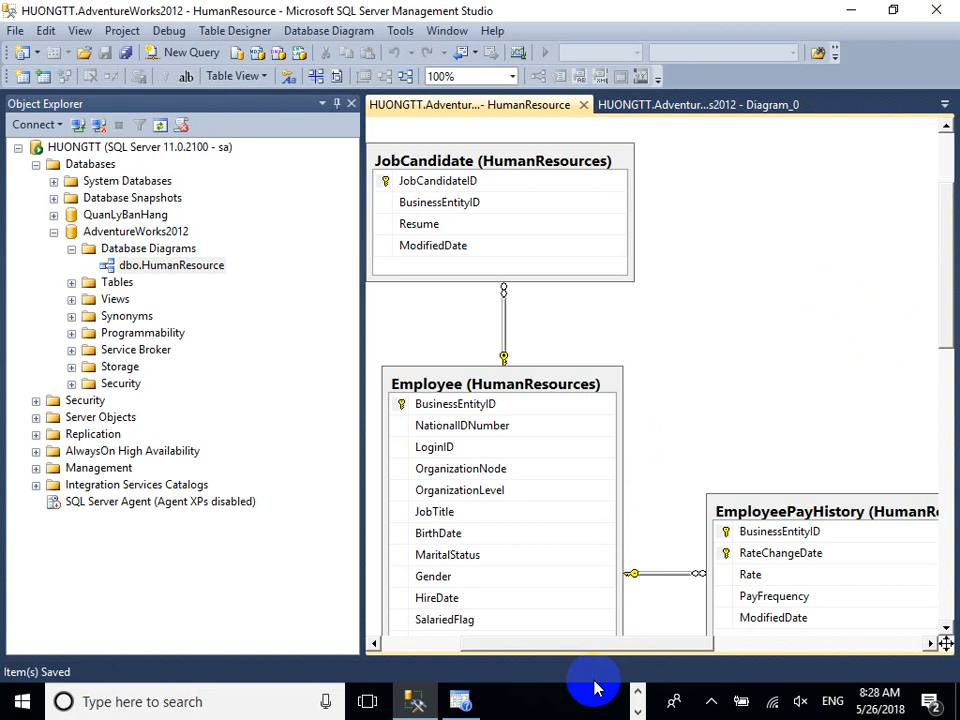 HUONGTT.AdventureWorks2012 - HumanResource - Microsoft SQL Server Management Studio
File Edit View Project Debug Table Designer Database Diagram Tools Window Help
New Query
ab Table View 100%
Object Explorer
HUONGTT.Adventur...- HumanResource
HUONGTT.Adventur...s2012 - Diagram_0
Connect
HUONGTT (SQL Server 11.0.2100 - sa)
Databases
System Databases
Database Snapshots
QuanLyBanHang
AdventureWorks2012
Database Diagrams
dbo.HumanResource
Tables
Views
Synonyms
Programmability
Service Broker
Storage
Security
Security
Server Objects
Replication
AlwaysOn High Availability
Management
Integration Services Catalogs
SQL Server Agent (Agent XPs disabled)
JobCandidate (HumanResources)
JobCandidateID
BusinessEntityID
Resume
ModifiedDate
Employee (HumanResources)
BusinessEntityID
NationalIDNumber
LoginID
OrganizationNode
OrganizationLevel
JobTitle
BirthDate
MaritalStatus
Gender
HireDate
SalariedFlag
EmployeePayHistory (HumanRe
BusinessEntityID
RateChangeDate
Rate
PayFrequency
ModifiedDate
Item(s) Saved
Type here to search
ENG
8:28 AM
5/26/2018
2